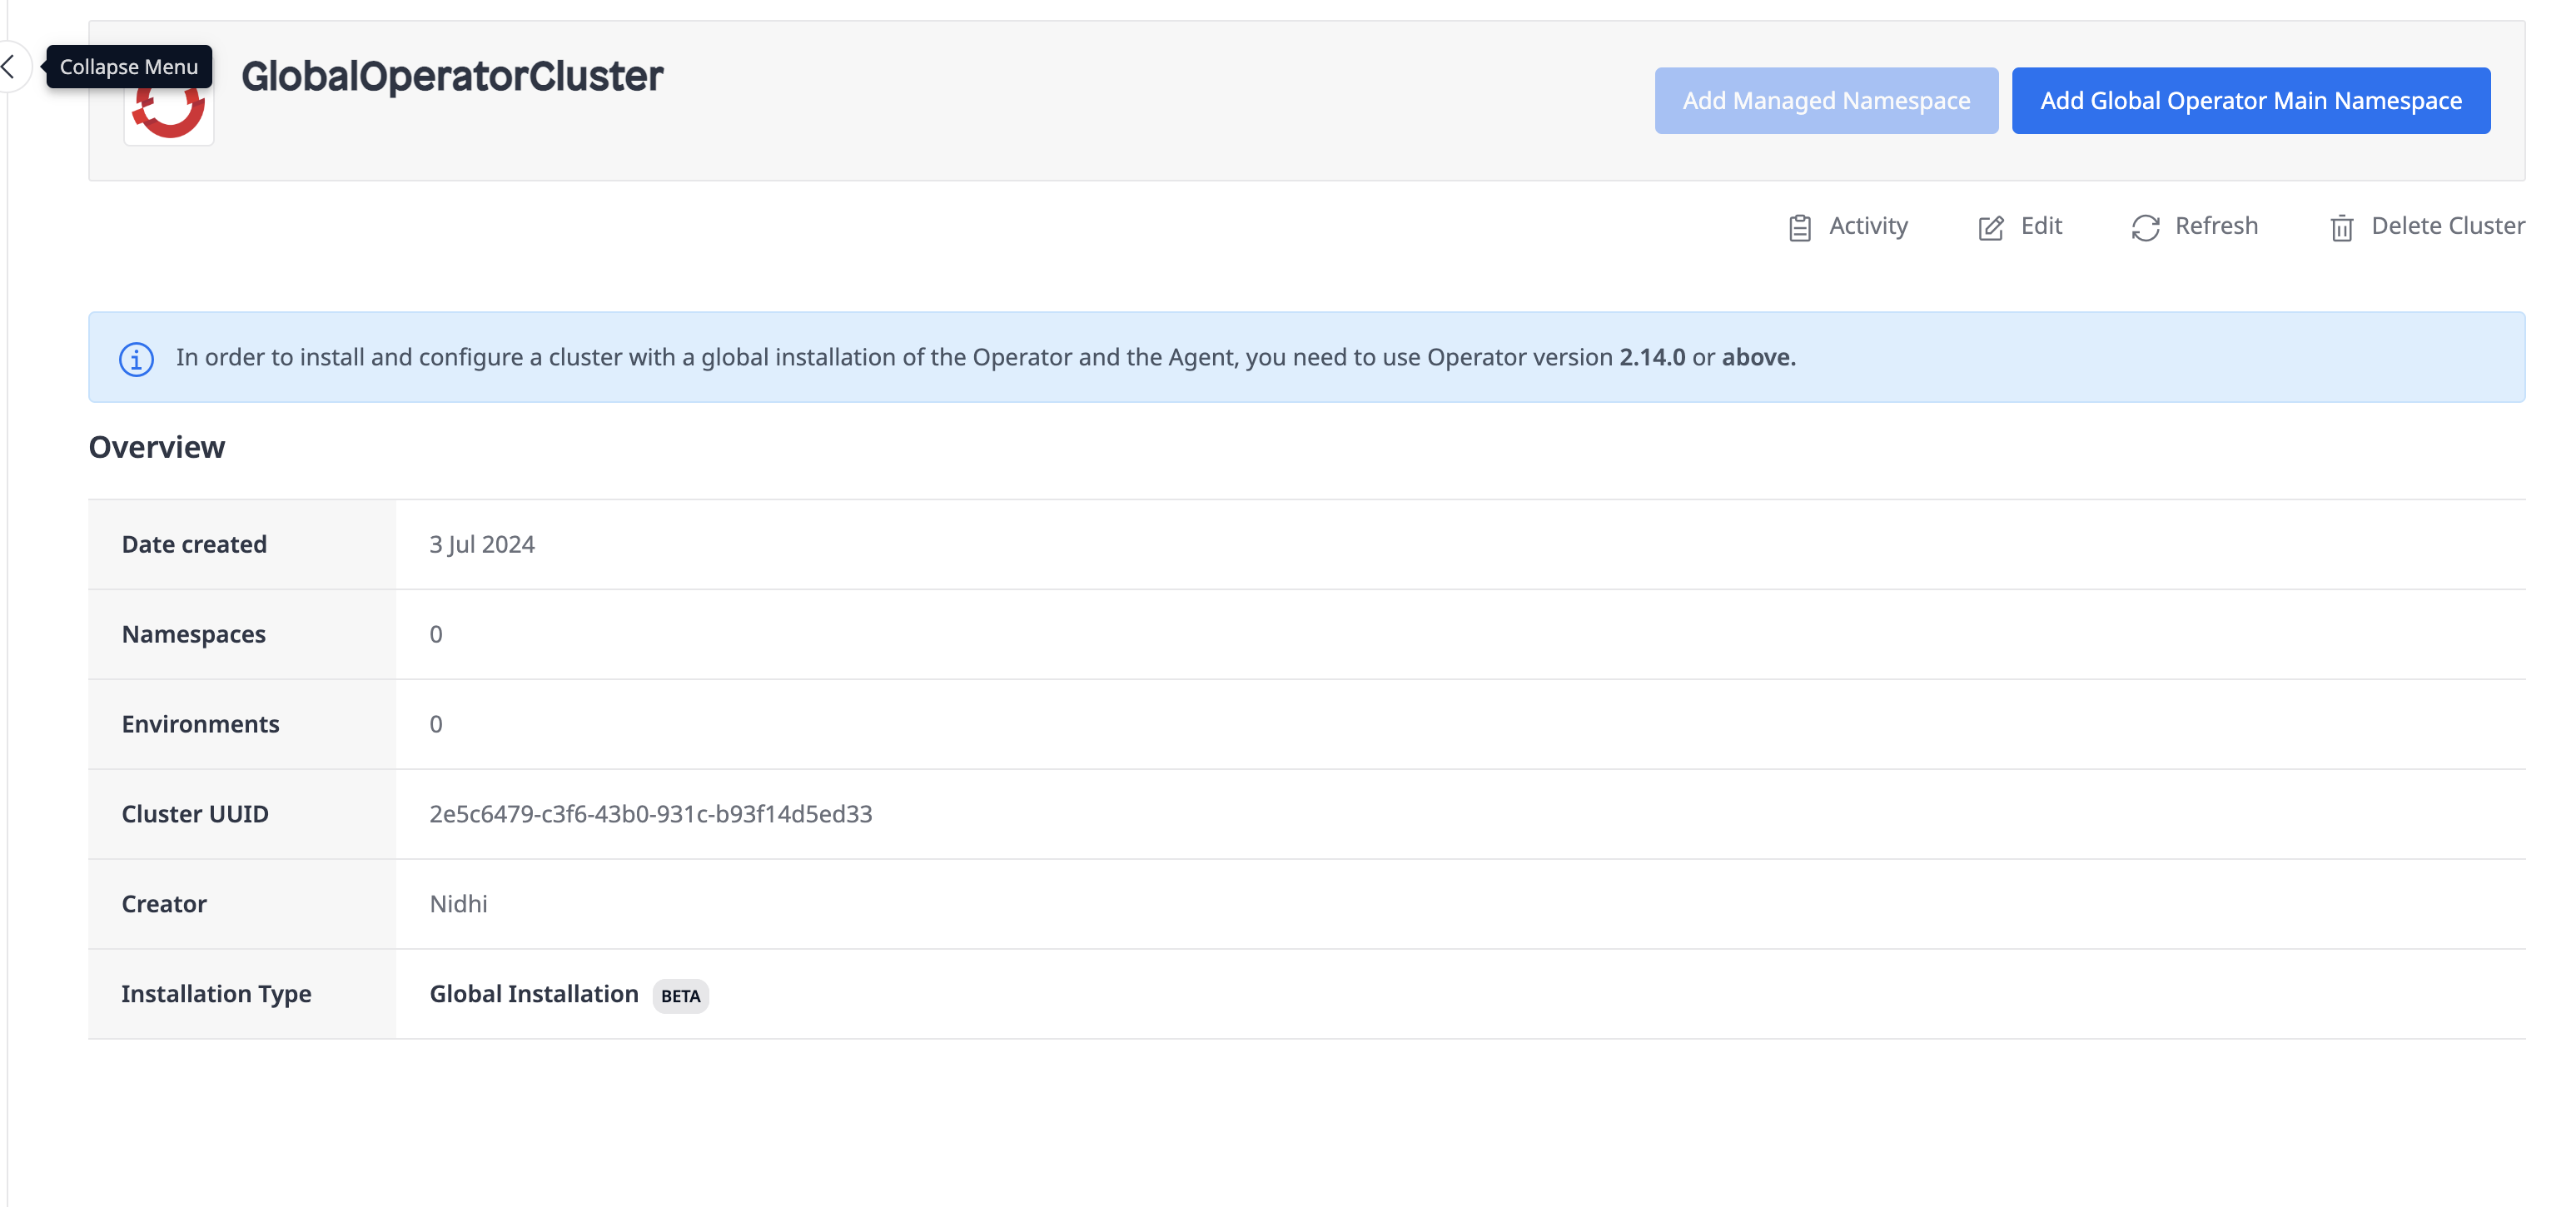 Collapse Menu
GlobalOperatorCluster
Add Managed Namespace
Add Global Operator Main Namespace
Activity
Edit
Refresh
Delete Cluster
In order to install and configure a cluster with a global installation of the Operator and the Agent, you need to use Operator version 2.14.0 or above.
Overview
Date created 3 Jul 2024
Namespaces 0
Environments 0
Cluster UUID 2e5c6479-c3f6-43b0-931c-b93f14d5ed33
Creator Nidhi
Installation Type Global Installation BETA